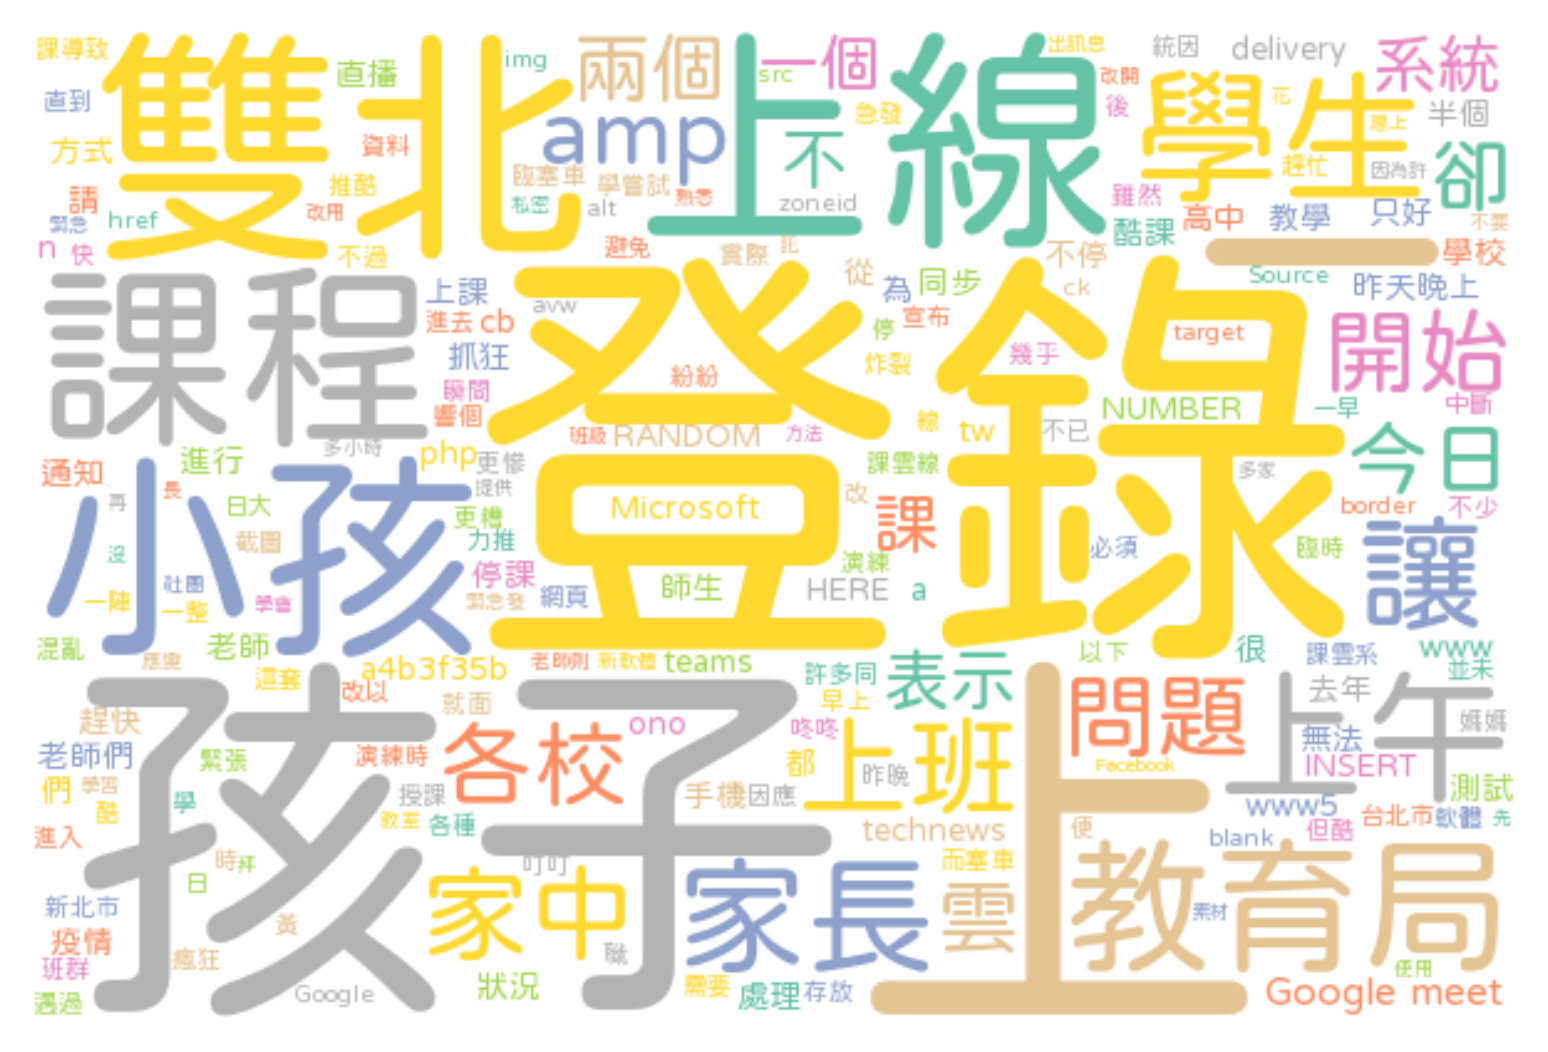 課導致
雙北
直播
img
兩個
src
一個
出訊息
統因
delivery
系統
直到
方式
資料
amp
上線
不
急發
改開
後
學生
花
半個
趕忙
因為許
卻
請
推酷
臨塞車
學嘗試
熟悉
zoneid
雖然
緊急
href
改用
私密
alt
酷課
高中
教學
只好
不要
n
快
不過
避免
實際
不停
一
學校
課程
上課
avw
從
為
同步
ck
Source
昨天晚上
進去
cb
停
宣布
target
開始
抓狂
紛紛
炸裂
幾乎
瞬間
登錄
響個
班級
RANDOM
方法
線
tw
NUMBER
不已
一早
中斷
多小時
php
更慘
課雲線
今日
通知
進行
提供
多家
小孩
再
長
日大
更糟
Microsoft
改
課
border
不少
沒
截圖
力推
演練
必須
臨時
讓
社團
停課
師生
HERE
a
一陣
一整
學會
緊急發
網頁
混亂
老師
應變
老師則
新軟體
teams
表示
以下
很
課雲系
www
並未
這套
a4b3f35b
許多同
孩子
改以
就面
早上
上
問題
去年
上午
趕快
各校
ono
咚咚
上班
無法
媽媽
老師們
緊張
演練時
都
昨晚
Facebook
INSERT
們
學習
學
授課
手機
因應
www5
測試
酷
教室
各種
technews
便
blank
但酷
台北市
軟體
先
進入
時
拜
叮叮
而塞車
日
家中
家長
雲
教育局
新北市
黃
素材
疫情
職
班群
瘋狂
狀況
需要
處理
存放
使用
遇過
Google
Google meet